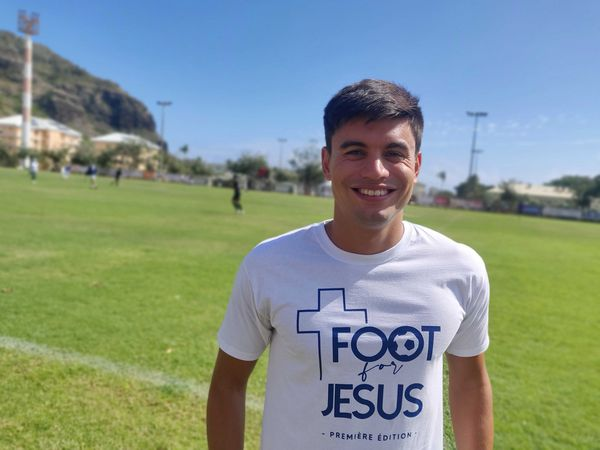 FOOT
for
JESUS
- PREMIÈRE ÉDITION -